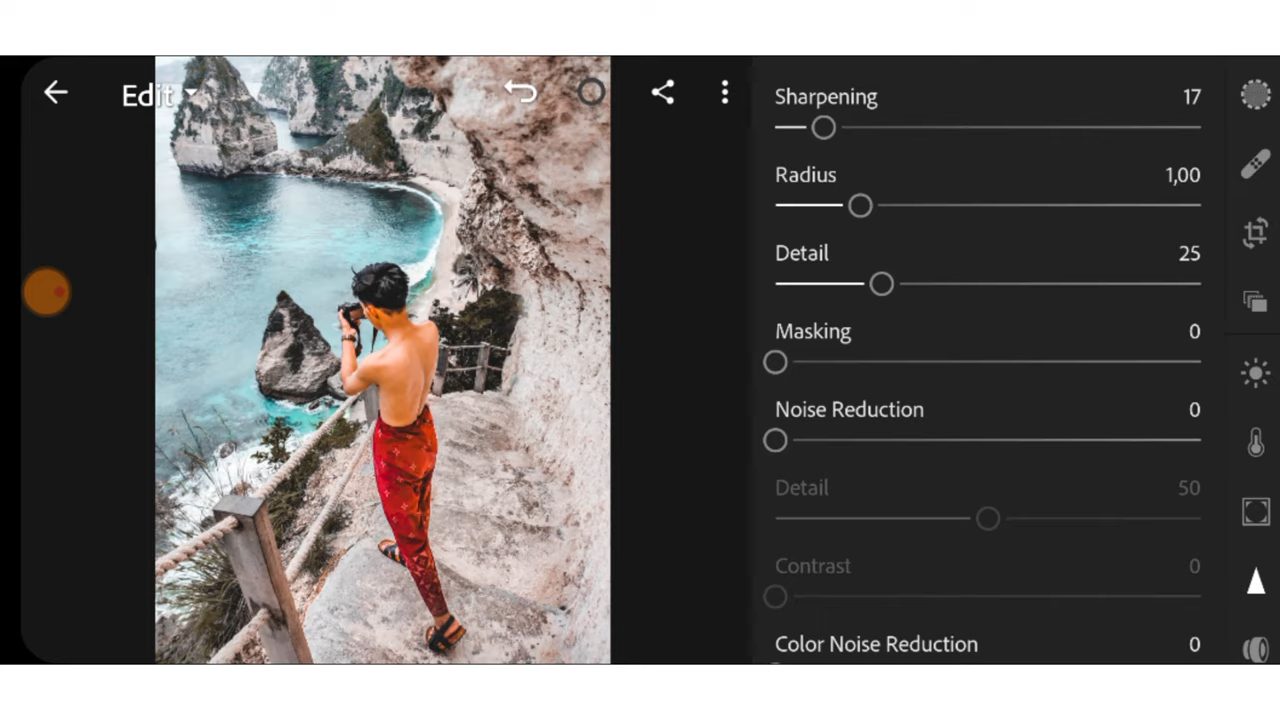 Edit
Sharpening 17
Radius 1,00
Detail 25
Masking 0
Noise Reduction 0
Detail 50
Contrast 0
Color Noise Reduction 0